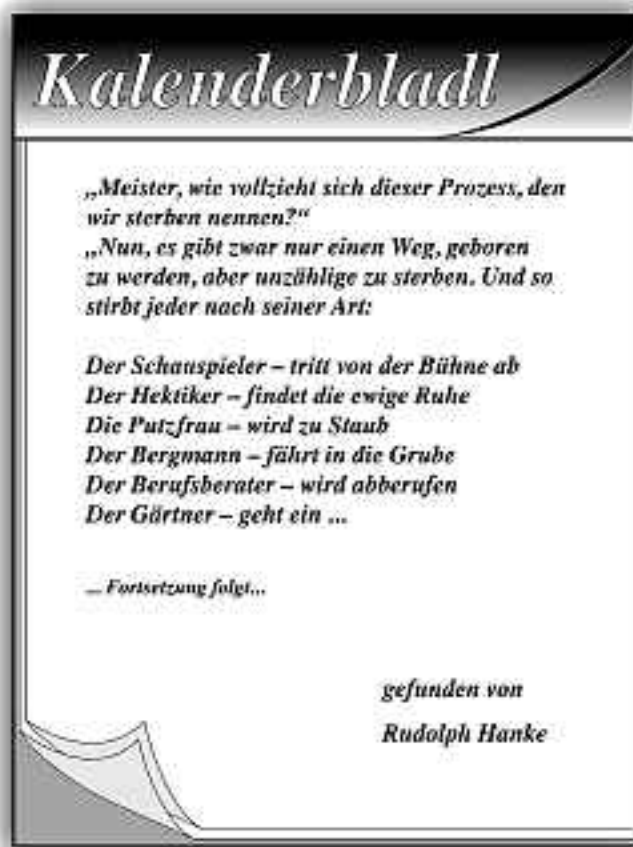 Kalenderbladl
„Meister, wie vollzieht sich dieser Prozess, den
wir sterben nennen?“
„Nun, es gibt zwar nur einen Weg, geboren
zu werden, aber unzählige zu sterben. Und so
stirbt jeder nach seiner Art:
Der Schauspieler – tritt von der Bühne ab
Der Hektiker – findet die ewige Ruhe
Die Putzfrau – wird zu Staub
Der Bergmann – fährt in die Grube
Der Berufsberater – wird abberufen
Der Gärtner – geht ein ...
... Fortsetzung folgt...
gefunden von
Rudolph Hanke